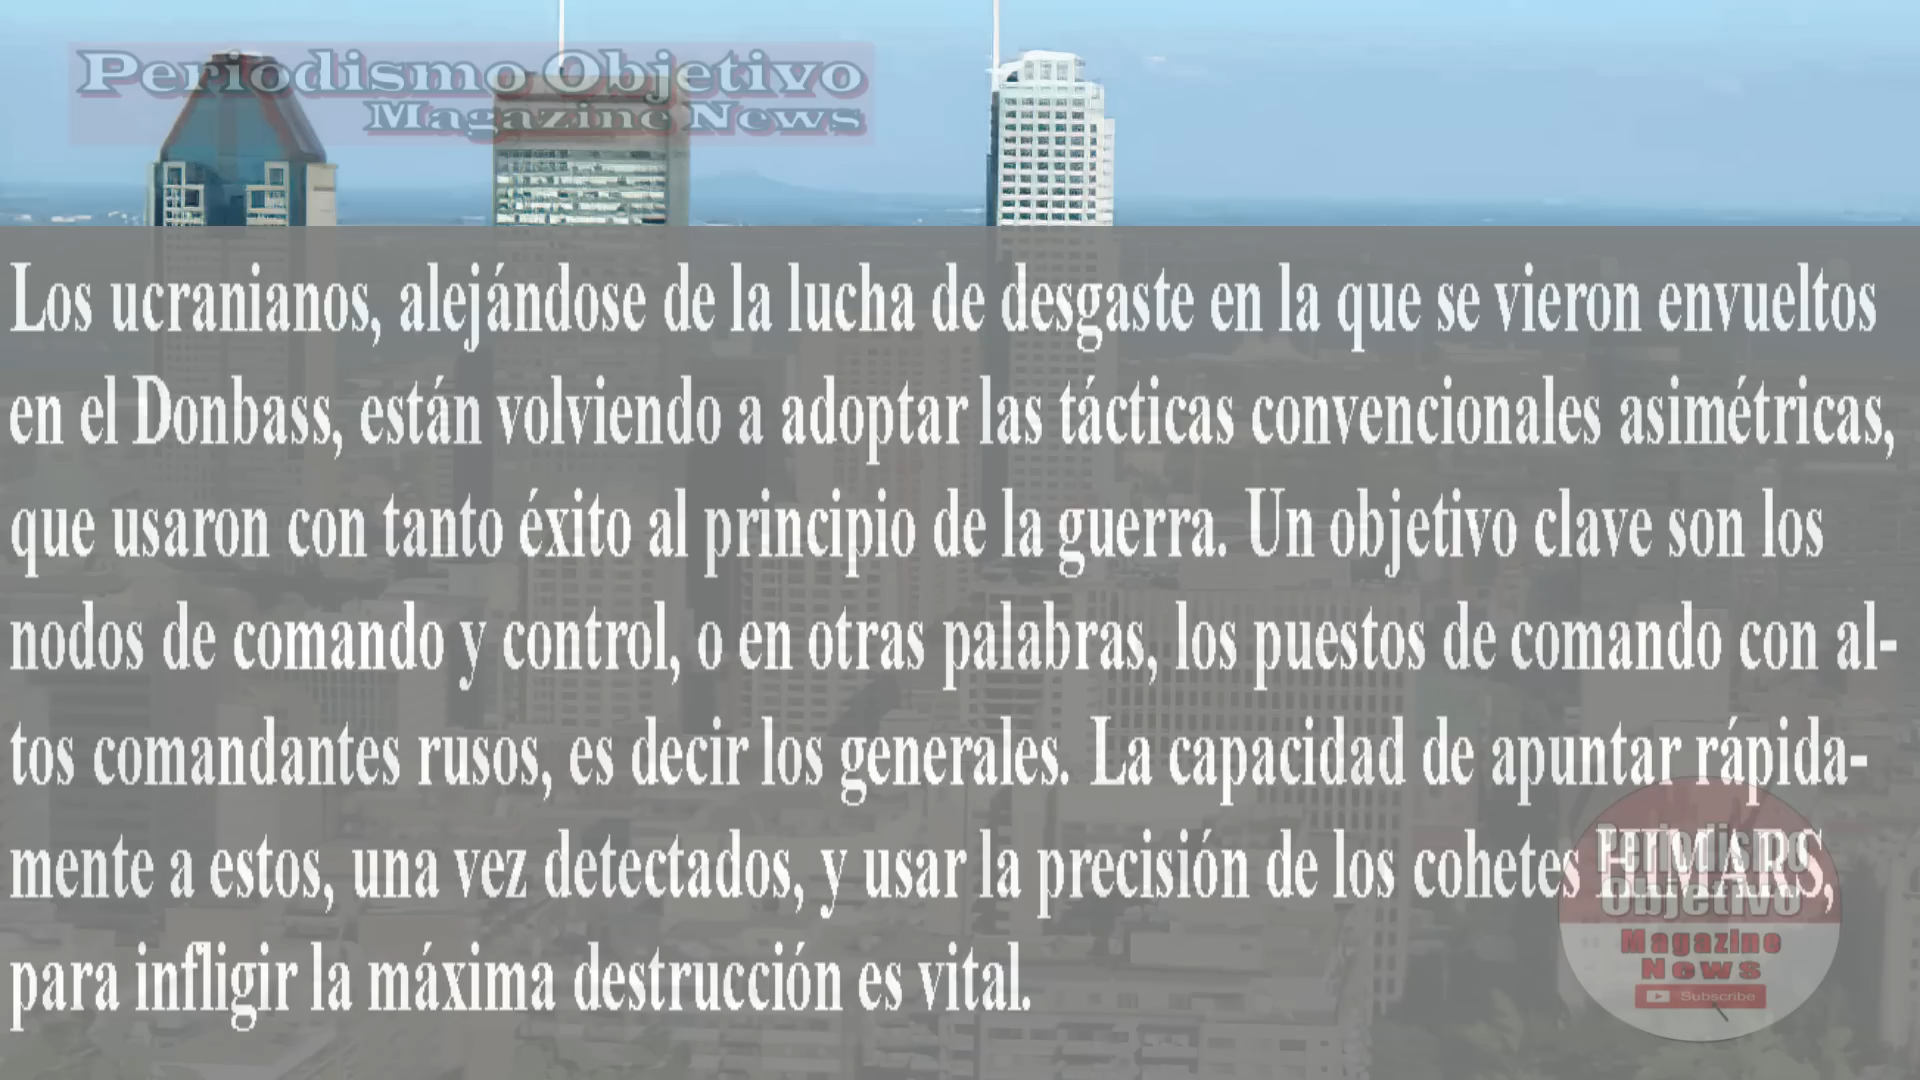 Periodismo Objetivo
Magazine News
Los ucranianos, alejándose de la lucha de desgaste en la que se vieron envueltos
en el Donbass, están volviendo a adoptar las tácticas convencionales asimétricas,
que usaron con tanto éxito al principio de la guerra. Un objetivo clave son los
nodos de comando y control, o en otras palabras, los puestos de comando con al-
tos comandantes rusos, es decir los generales. La capacidad de apuntar rápida-
mente a estos, una vez detectados, y usar la precisión de los cohetes HIMARS,
para infligir la máxima destrucción es vital.
Periodismo
Objetivo
Magazine
News
Subscribe